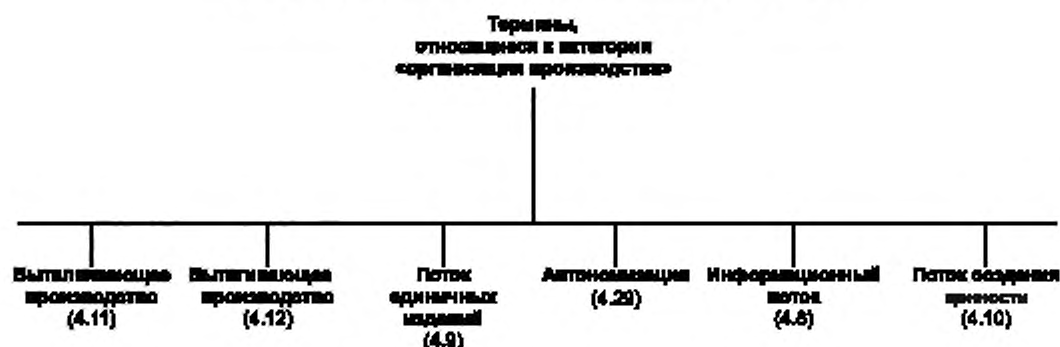 Термины,
относящиеся к категории
«организация производства»
Выталкивающее
производство
(4.11)
Вытягивающее
производство
(4.12)
Поток
единичных
изделий
(4.9)
Автономизация
(4.29)
Информационный
поток
(4.8)
Поток создания
ценности
(4.10)